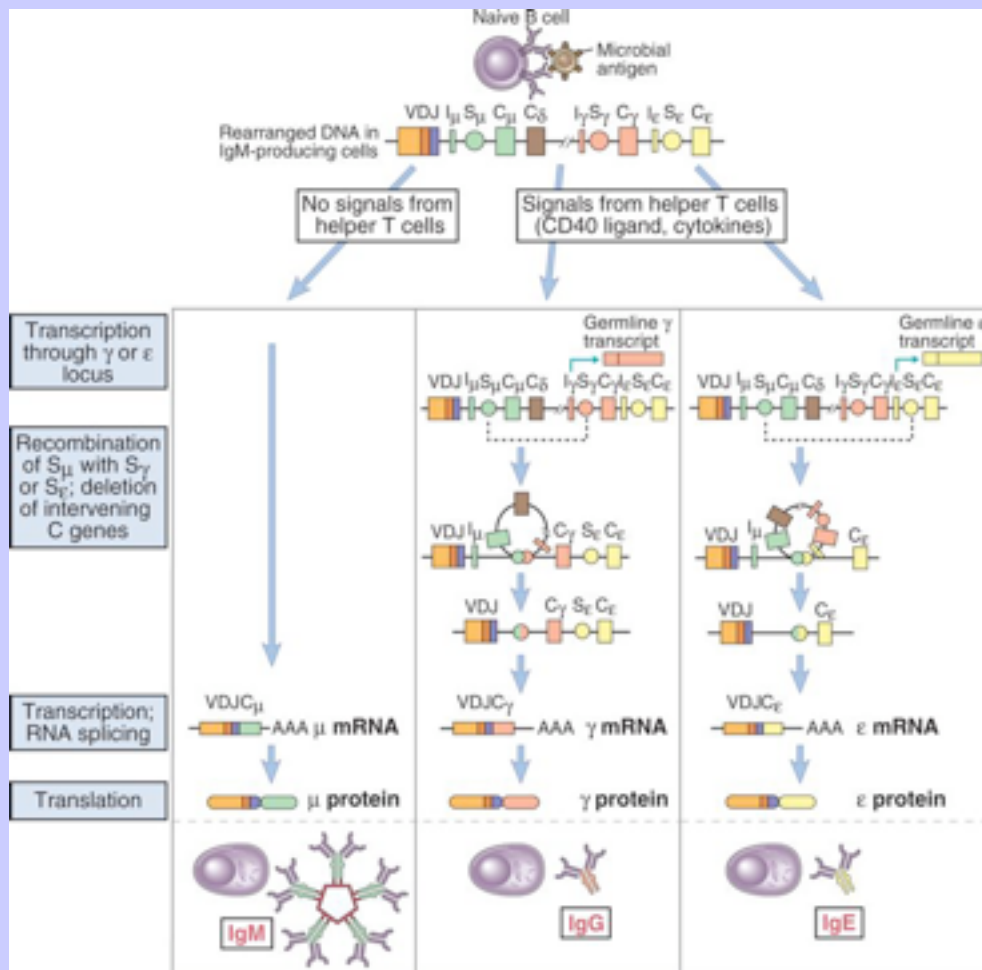 Naive B cell
Microbial
antigen
VDJ Iμ Sμ Cμ Cδ Iγ Sγ Cγ Iε Sε Cε
Rearranged DNA in
IgM-producing cells
No signals from
helper T cells
Signals from helper T cells
(CD40 ligand, cytokines)
Transcription
through γ or ε
locus
Germline γ
transcript
Germline ε
transcript
VDJ Iμ Sμ Cμ Cδ Iγ Sγ Cγ Iε Sε Cε
VDJ Iμ Sμ Cμ Cδ Iγ Sγ Cγ Iε Sε Cε
Recombination
of Sμ with Sγ
or Sε; deletion
of intervening
C genes
VDJ Iμ Cγ Sε Cε
VDJ Iμ Cε
VDJ Cγ Sε Cε
VDJ Cε
Transcription;
RNA splicing
VDJCμ
AAA μ mRNA
VDJCγ
AAA γ mRNA
VDJCε
AAA ε mRNA
Translation
μ protein
γ protein
ε protein
IgM
IgG
IgE